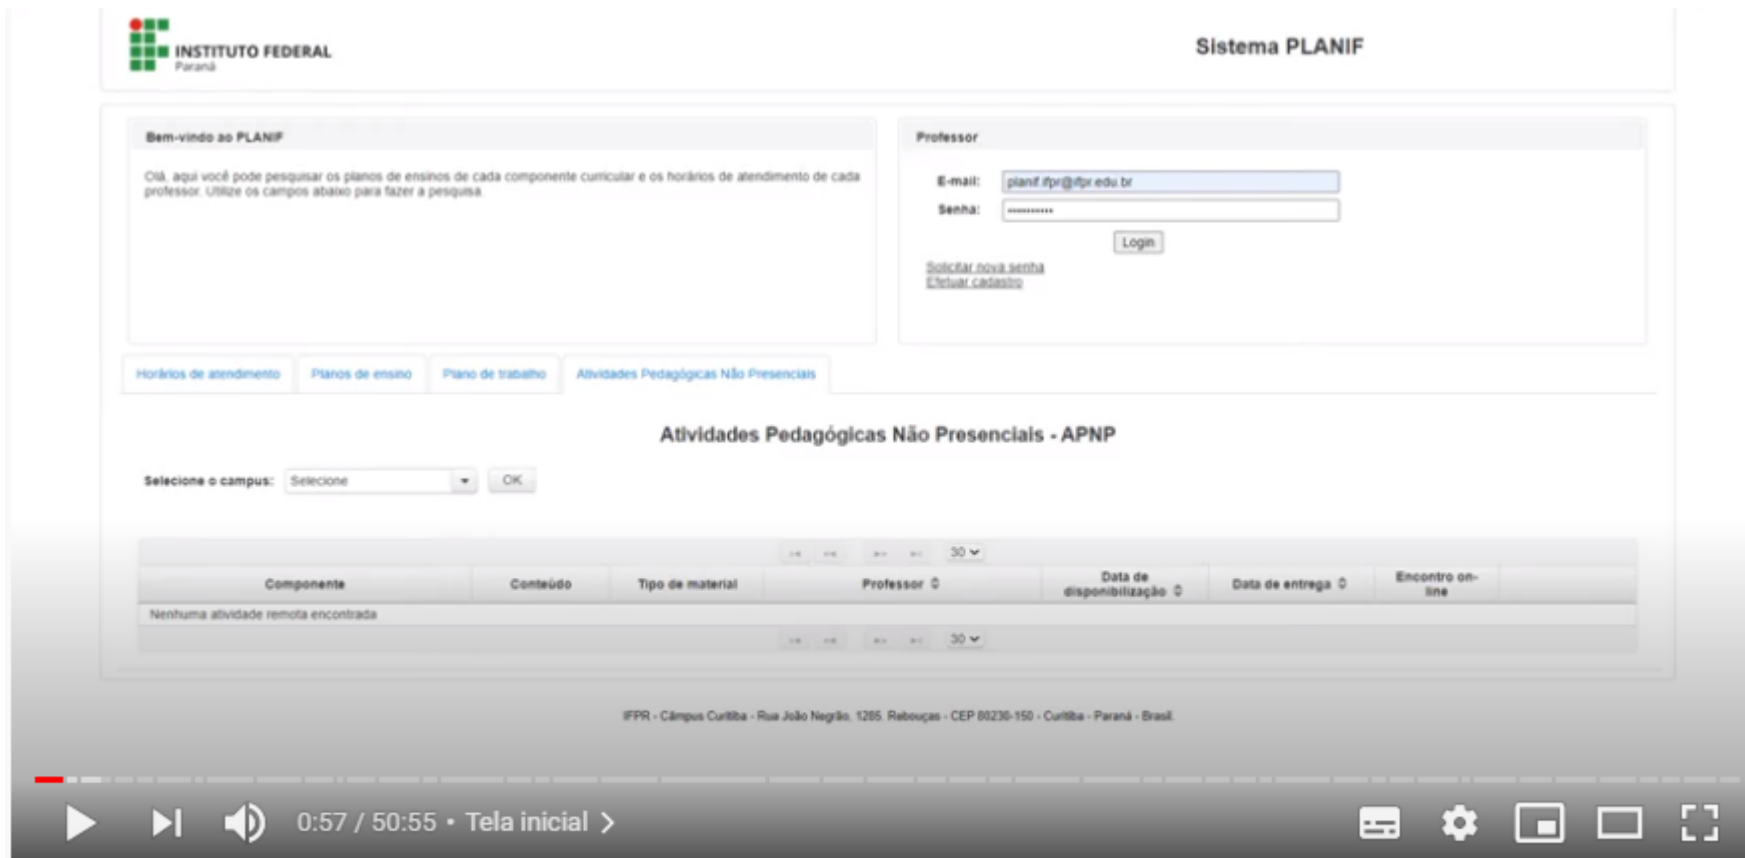 INSTITUTO FEDERAL
Paraná
Sistema PLANIF
Bem-vindo ao PLANIF
Olá, aqui você pode pesquisar os planos de ensinos de cada componente curricular e os horários de atendimento de cada
professor. Utilize os campos abaixo para fazer a pesquisa.
Professor
E-mail: planif.ifpr@ifpr.edu.br
Senha: ••••••••••
Login
Solicitar nova senha
Efetuar cadastro
Horários de atendimento Planos de ensino Plano de trabalho Atividades Pedagógicas Não Presenciais
Atividades Pedagógicas Não Presenciais - APNP
Selecione o campus: Selecione OK
30
Componente Conteúdo Tipo de material Professor Data de disponibilização Data de entrega Encontro on-line
Nenhuma atividade remota encontrada
30
IFPR - Câmpus Curitiba - Rua João Negrão, 1285. Rebouças - CEP 80230-150 - Curitiba - Paraná - Brasil.
0:57 / 50:55 • Tela inicial